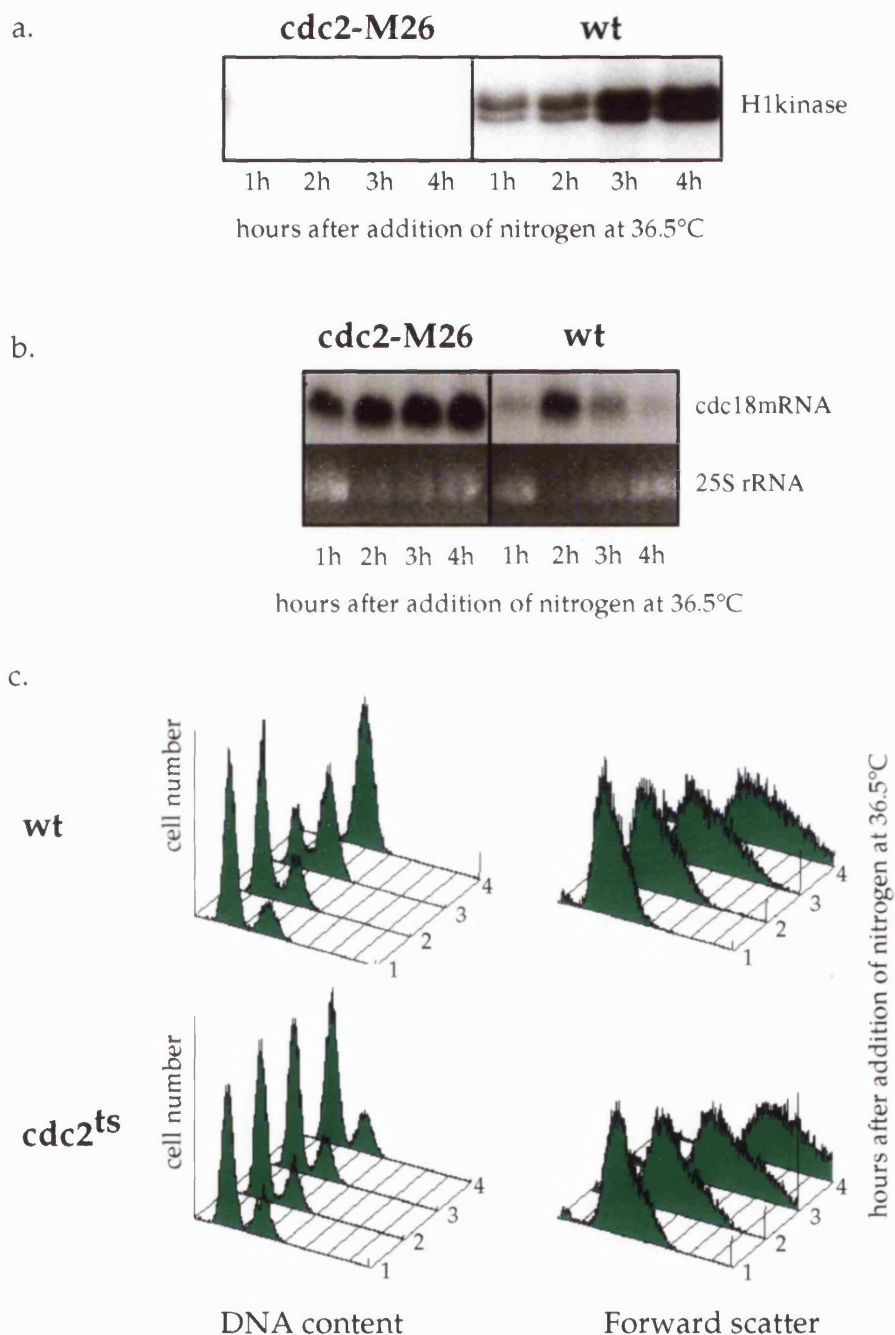 a.
cdc2-M26 wt
H1kinase
1h 2h 3h 4h 1h 2h 3h 4h
hours after addition of nitrogen at 36.5°C
b.
cdc2-M26 wt
cdc18mRNA
25S rRNA
1h 2h 3h 4h 1h 2h 3h 4h
hours after addition of nitrogen at 36.5°C
c.
wt
cell number
4
3
2
1
4
3
2
1
cdc2ts
cell number
4
3
2
1
4
3
2
1
hours after addition of nitrogen at 36.5°C
DNA content Forward scatter